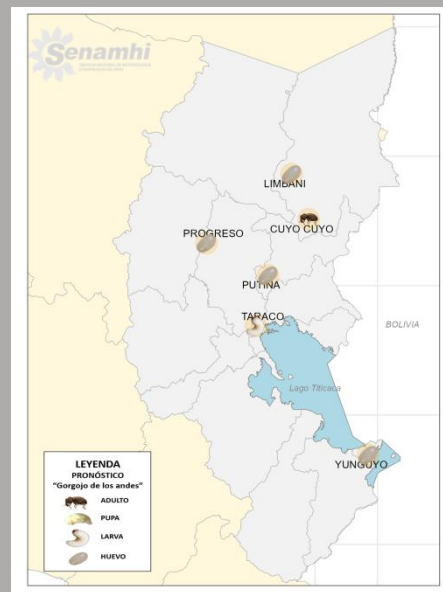 Senamhi
LIMBANI
CUYO CUYO
PROGRESO
PUTINA
TARACO
BOLIVIA
Lago Titicaca
YUNGUYO
LEYENDA
PRONÓSTICO
“Gorgojo de los andes”
ADULTO
PUPA
LARVA
HUEVO